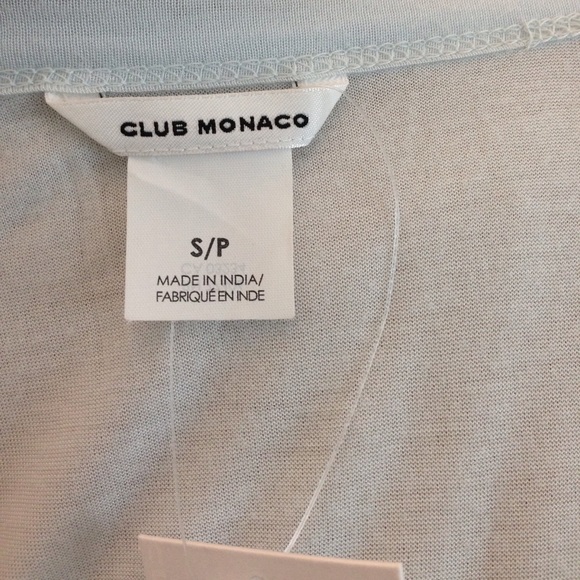 CLUB MONACO
S/P
MADE IN INDIA/
FABRIQUÉ EN INDE